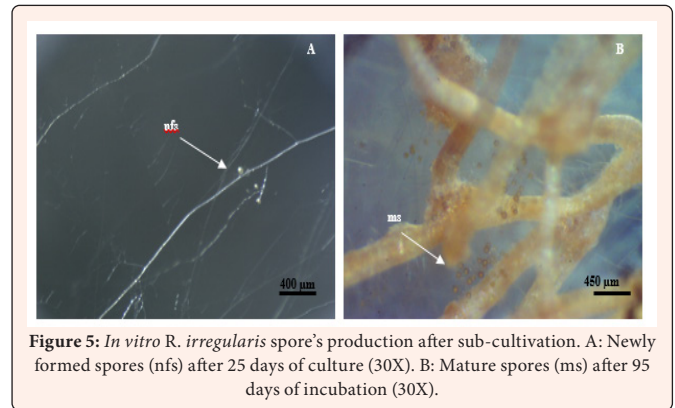 A
B
nfs
ms
400 µm
450 µm
Figure 5: In vitro R. irregularis spore's production after sub-cultivation. A: Newly
formed spores (nfs) after 25 days of culture (30X). B: Mature spores (ms) after 95
days of incubation (30X).